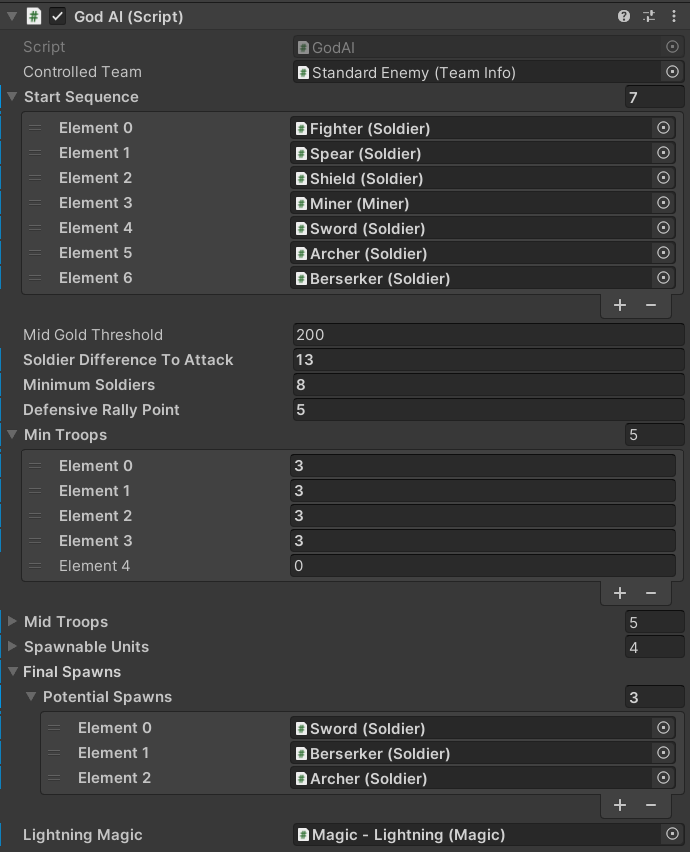 God AI (Script)
Script GodAI
Controlled Team Standard Enemy (Team Info)
Start Sequence 7
Element 0 Fighter (Soldier)
Element 1 Spear (Soldier)
Element 2 Shield (Soldier)
Element 3 Miner (Miner)
Element 4 Sword (Soldier)
Element 5 Archer (Soldier)
Element 6 Berserker (Soldier)
Mid Gold Threshold 200
Soldier Difference To Attack 13
Minimum Soldiers 8
Defensive Rally Point 5
Min Troops 5
Element 0 3
Element 1 3
Element 2 3
Element 3 3
Element 4 0
Mid Troops 5
Spawnable Units 4
Final Spawns
Potential Spawns 3
Element 0 Sword (Soldier)
Element 1 Berserker (Soldier)
Element 2 Archer (Soldier)
Lightning Magic Magic - Lightning (Magic)